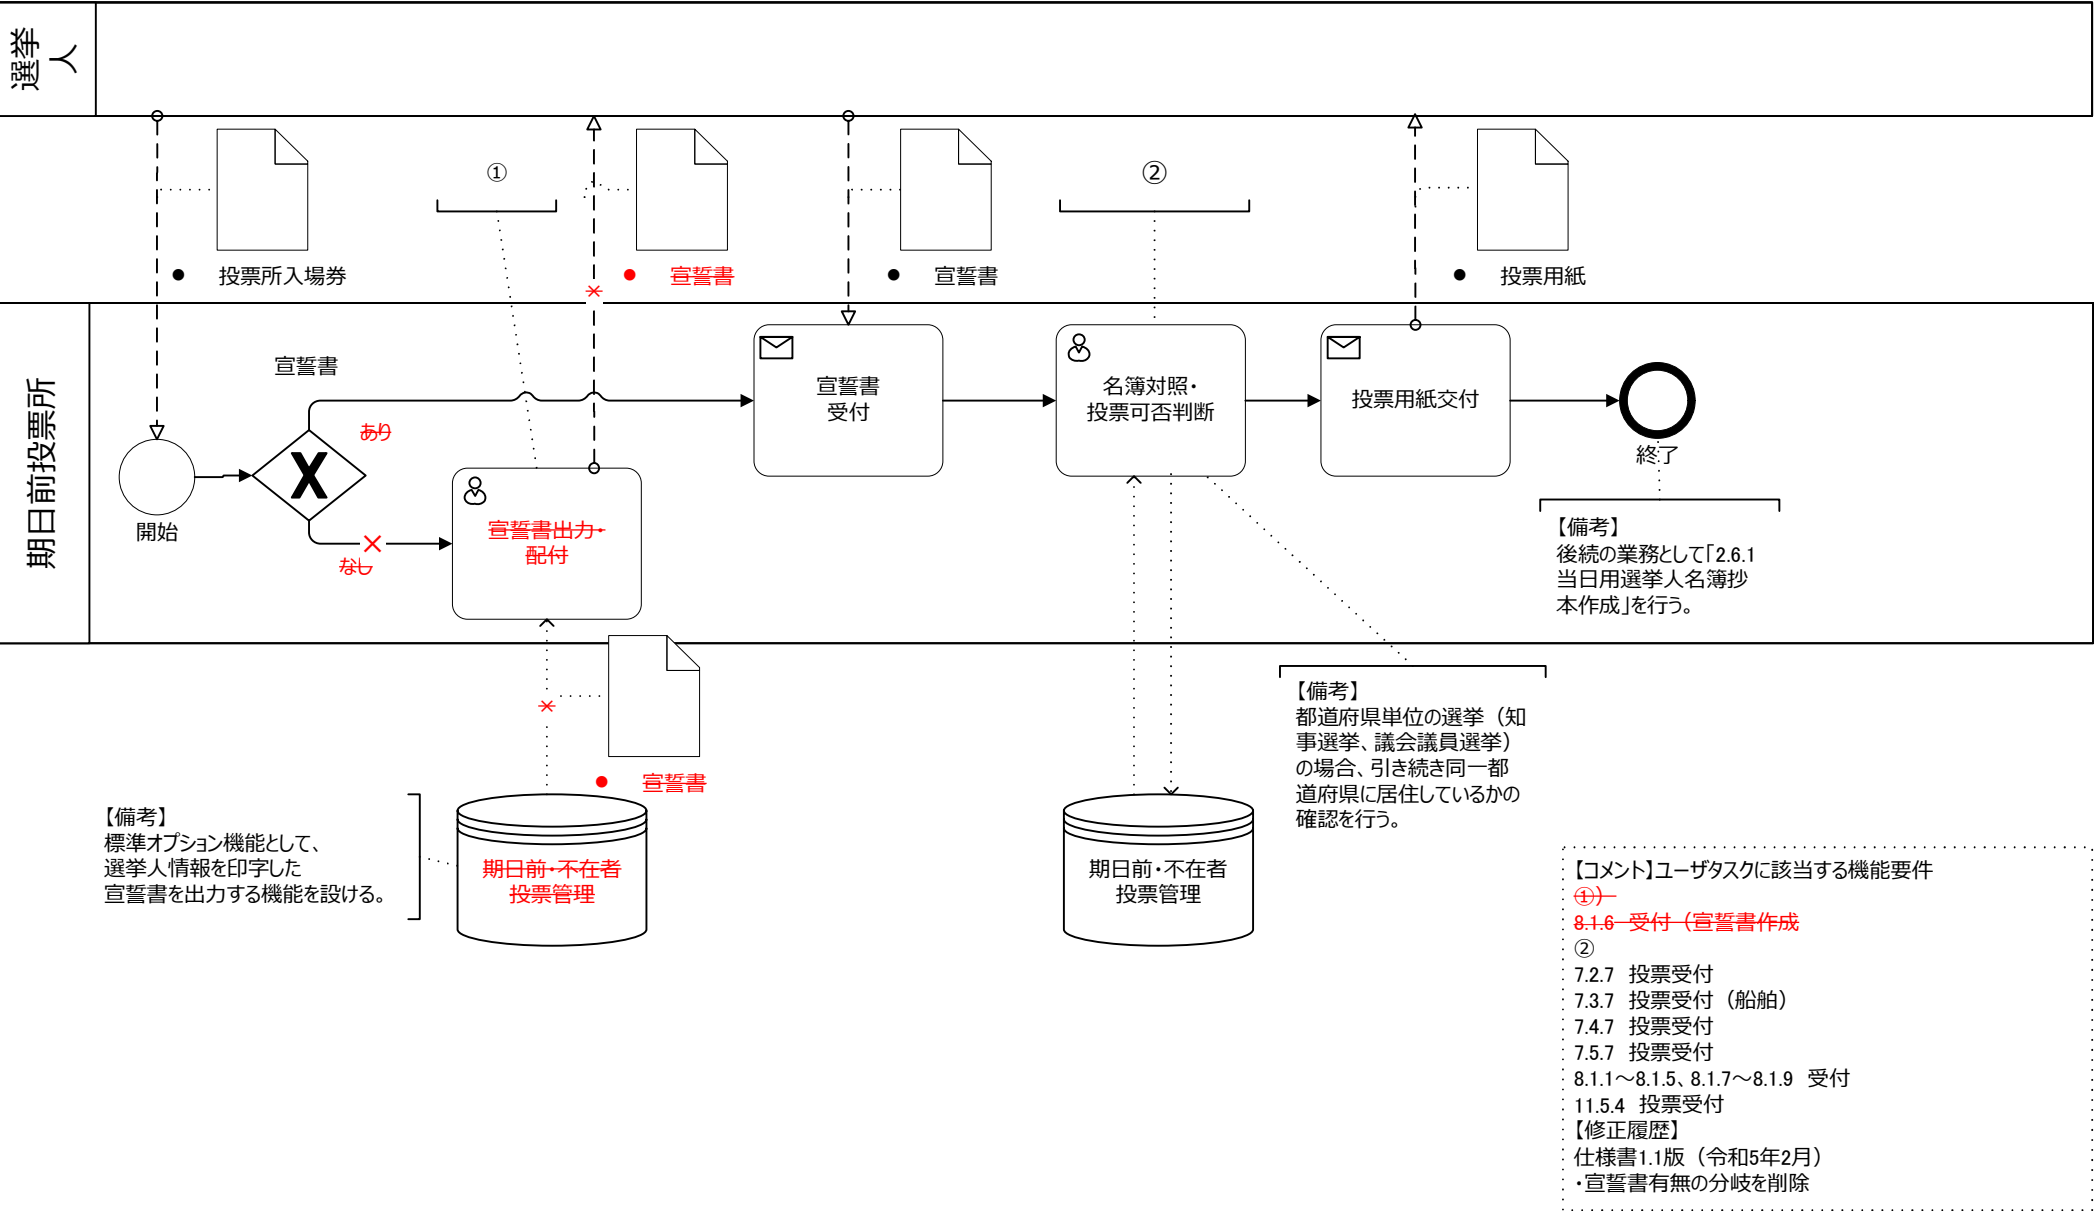 選挙
人
①
②
投票所入場券
宣誓書
宣誓書
投票用紙
期日前投票所
宣誓書
あり
なし
X
開始
宣誓書出力・
配付
宣誓書
受付
名簿対照・
投票可否判断
投票用紙交付
終了
【備考】
後続の業務として「2.6.1
当日用選挙人名簿抄
本作成」を行う。
宣誓書
【備考】
都道府県単位の選挙（知
事選挙、議会議員選挙）
の場合、引き続き同一都
道府県に居住しているかの
確認を行う。
【備考】
標準オプション機能として、
選挙人情報を印字した
宣誓書を出力する機能を設ける。
期日前・不在者
投票管理
期日前・不在者
投票管理
【コメント】ユーザタスクに該当する機能要件
①）
8.1.6 受付（宣誓書作成
②
7.2.7 投票受付
7.3.7 投票受付（船舶）
7.4.7 投票受付
7.5.7 投票受付
8.1.1～8.1.5、8.1.7～8.1.9 受付
11.5.4 投票受付
【修正履歴】
仕様書1.1版（令和5年2月）
・宣誓書有無の分岐を削除